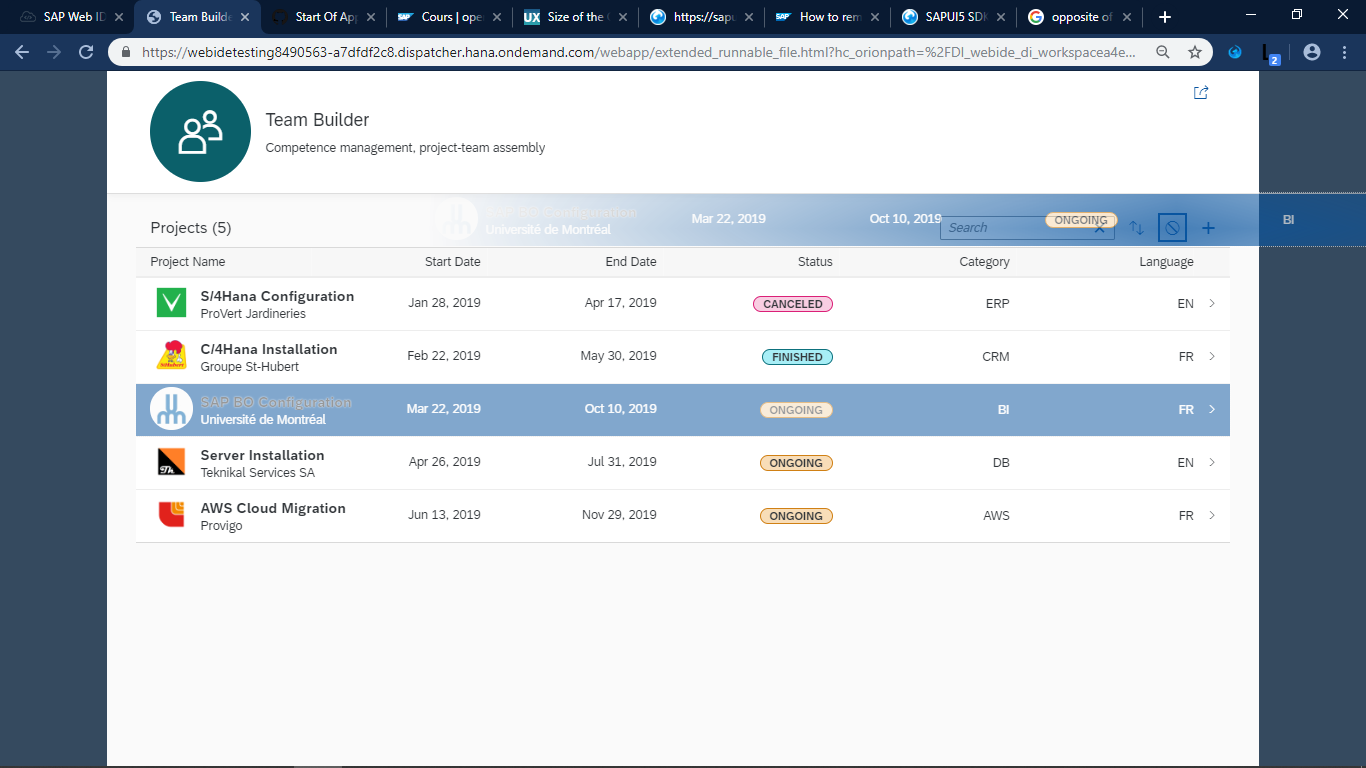 SAP Web ID
Team Builde
Start Of App
Cours | ope
Size of the
https://sapu
How to rem
SAPUI5 SDK
opposite of
https://webidetesting8490563-a7dfdf2c8.dispatcher.hana.ondemand.com/webapp/extended_runnable_file.html?hc_orionpath=%2FDI_webide_di_workspacea4e...
2
Team Builder
Competence management, project-team assembly
Projects (5)
SAP BO Configuration
Université de Montréal
Mar 22, 2019
Oct 10, 2019
ONGOING
BI
Search
Project Name Start Date End Date Status Category Language
S/4Hana Configuration
ProVert Jardineries
Jan 28, 2019 Apr 17, 2019 CANCELED ERP EN
C/4Hana Installation
Groupe St-Hubert
Feb 22, 2019 May 30, 2019 FINISHED CRM FR
SAP BO Configuration
Université de Montréal
Mar 22, 2019 Oct 10, 2019 ONGOING BI FR
Server Installation
Teknikal Services SA
Apr 26, 2019 Jul 31, 2019 ONGOING DB EN
AWS Cloud Migration
Provigo
Jun 13, 2019 Nov 29, 2019 ONGOING AWS FR